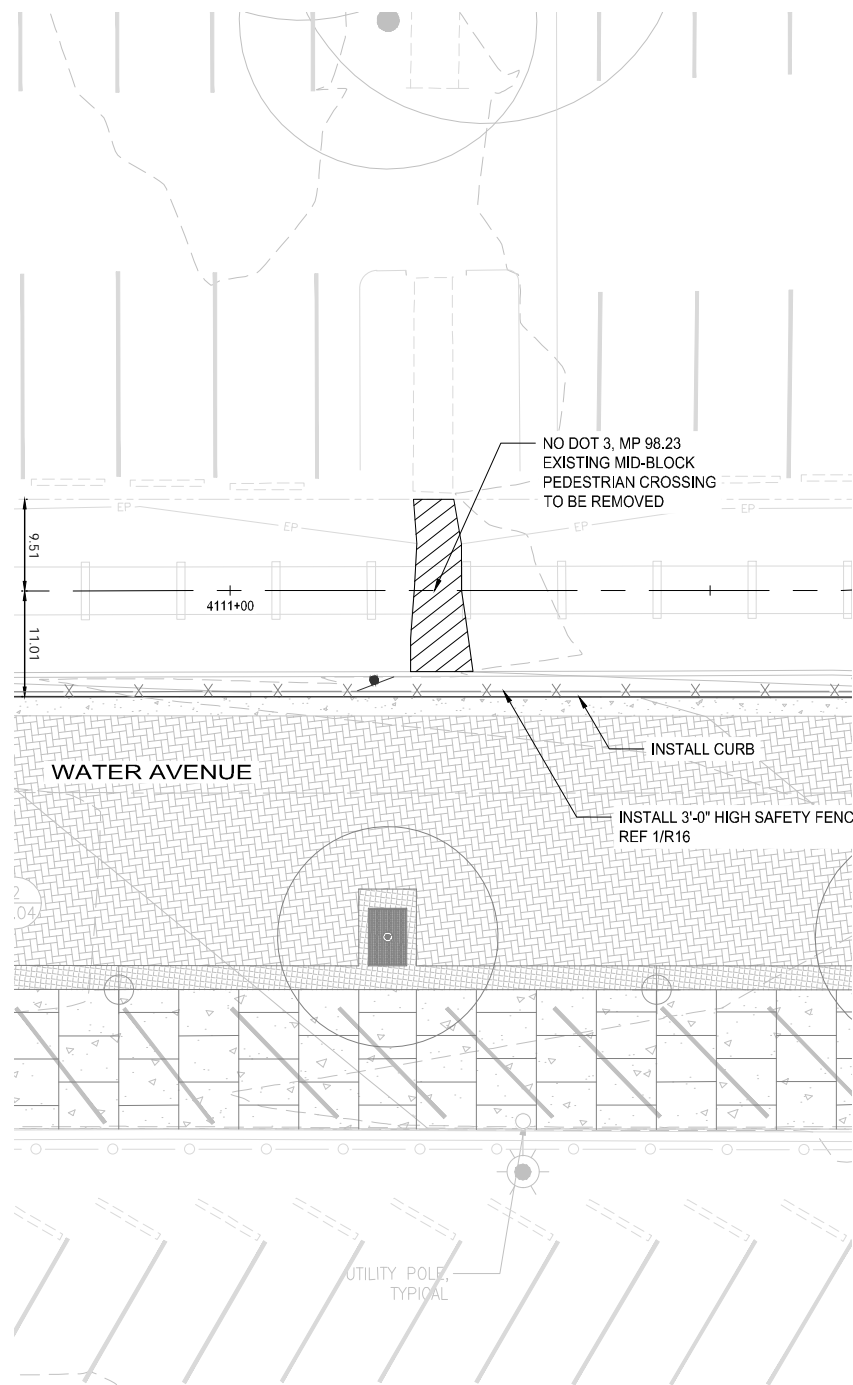 NO DOT 3, MP 98.23
EXISTING MID-BLOCK
PEDESTRIAN CROSSING
TO BE REMOVED
EP
EP
EP
EP
9.51
4111+00
11.01
INSTALL CURB
WATER AVENUE
INSTALL 3'-0" HIGH SAFETY FENC
REF 1/R16
2
.04
UTILITY POLE,
TYPICAL